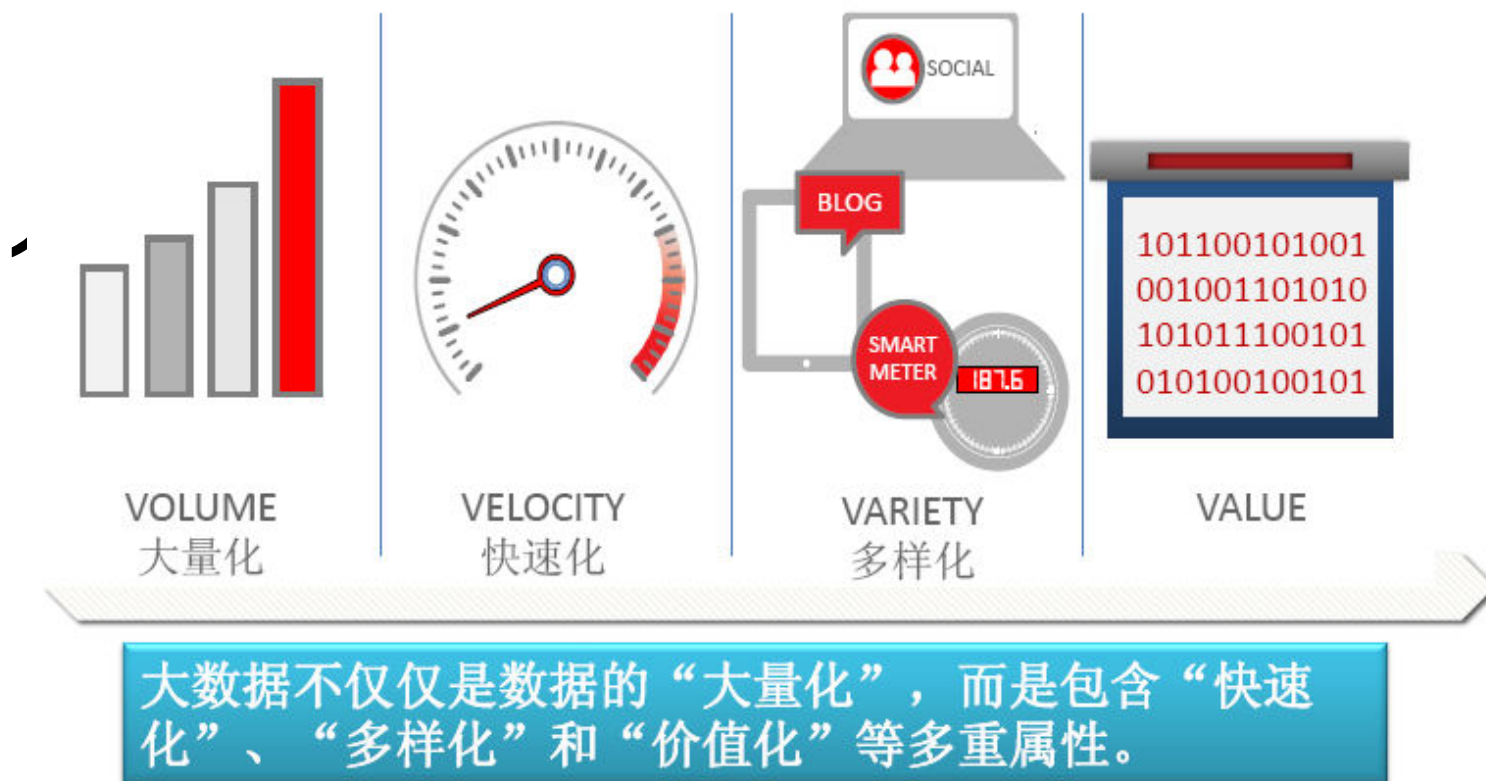 SOCIAL
BLOG
SMART
METER
187.6
101100101001
001001101010
101011100101
010100100101
VOLUME
大量化
VELOCITY
快速化
VARIETY
多样化
VALUE
大数据不仅仅是数据的“大量化”，而是包含“快速
化”、“多样化”和“价值化”等多重属性。